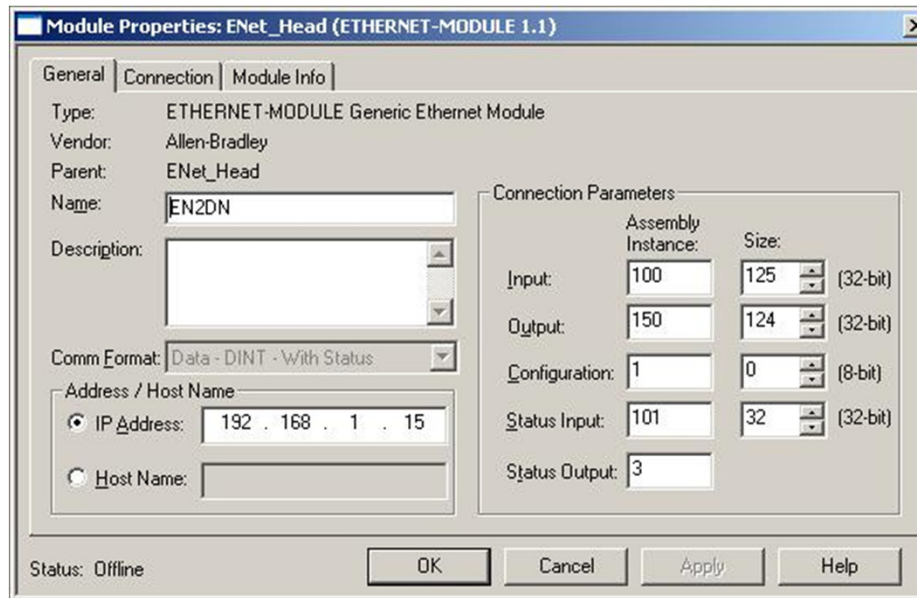 Module Properties: ENet_Head (ETHERNET-MODULE 1.1)
General Connection Module Info
Type: ETHERNET-MODULE Generic Ethernet Module
Vendor: Allen-Bradley
Parent: ENet_Head
Name: EN2DN
Description:
Comm Format: Data - DINT - With Status
Address / Host Name
IP Address: 192 . 168 . 1 . 15
Host Name:
Connection Parameters
Assembly Instance: Size:
Input: 100 125 (32-bit)
Output: 150 124 (32-bit)
Configuration: 1 0 (8-bit)
Status Input: 101 32 (32-bit)
Status Output: 3
Status: Offline
OK Cancel Apply Help